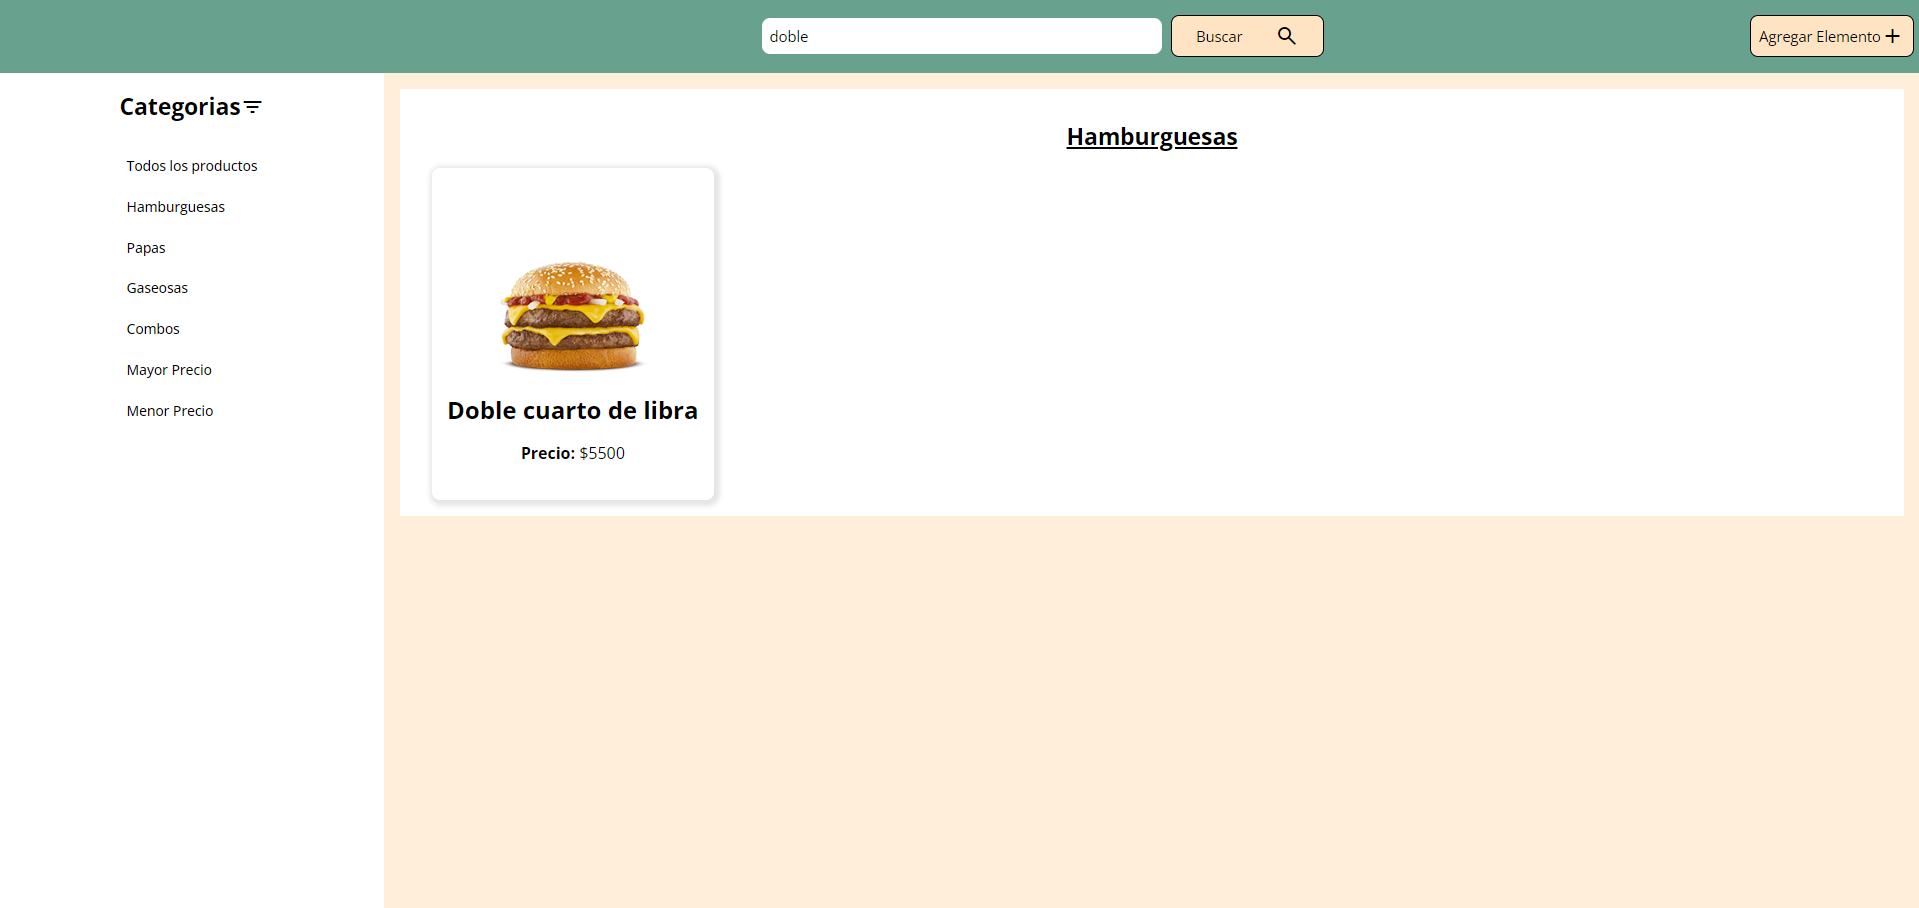 doble
Buscar
Agregar Elemento
Categorias
Todos los productos
Hamburguesas
Papas
Gaseosas
Combos
Mayor Precio
Menor Precio
Hamburguesas
Doble cuarto de libra
Precio: $5500